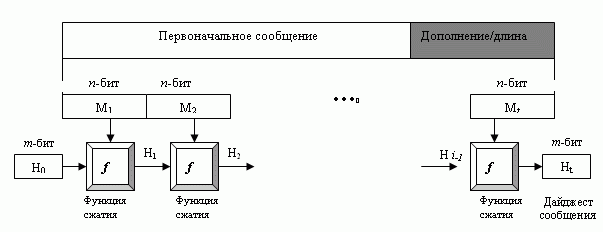 Первоначальное сообщение Дополнение/длина
n-бит n-бит n-бит
M1 M2 Mt
m-бит m-бит
H0 f H1 f H2 H i-1 f Ht
Функция сжатия Функция сжатия Функция сжатия Дайджест сообщения